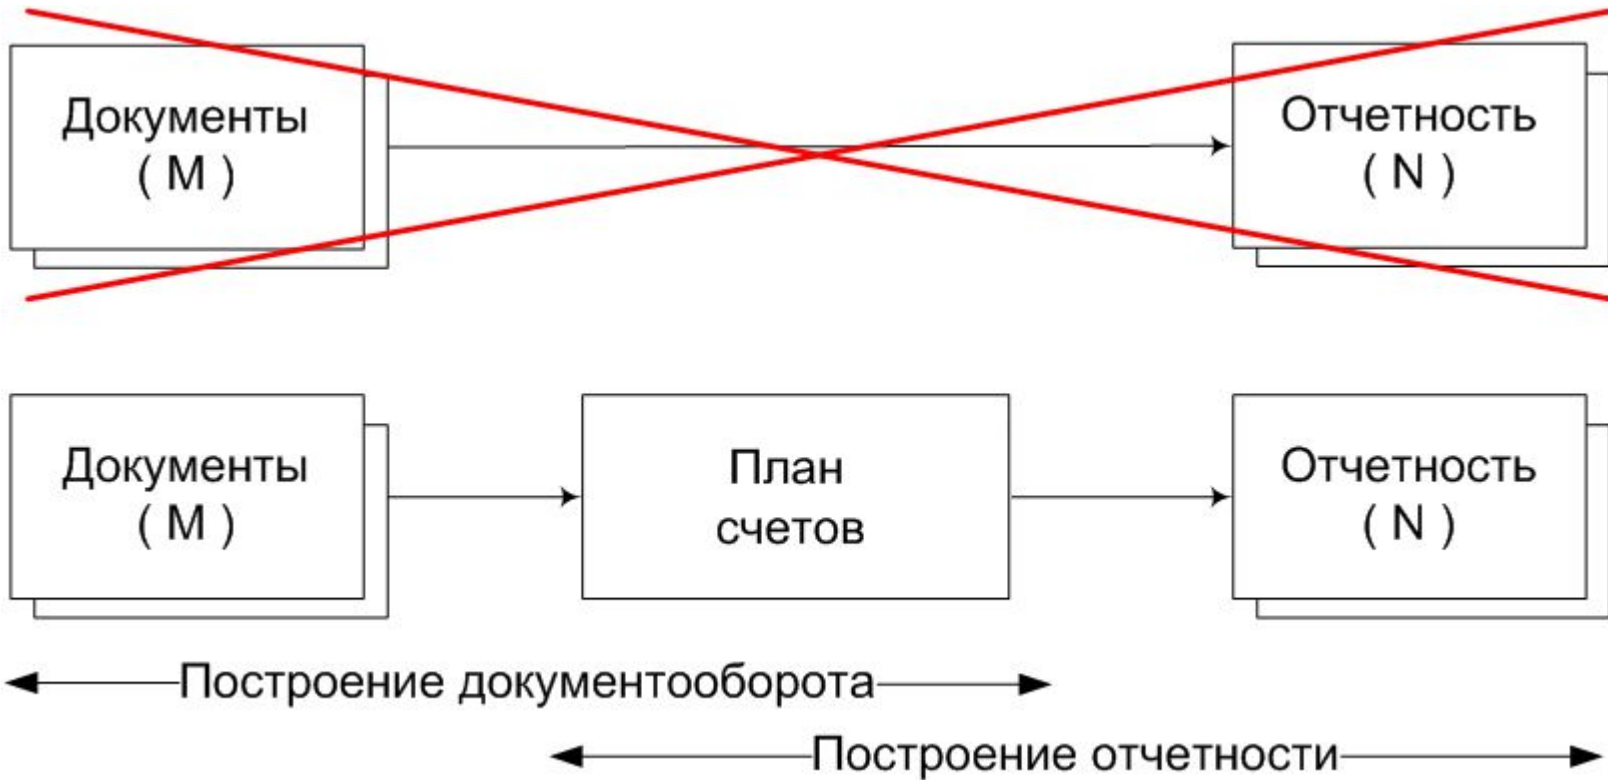 Документы
( M )
Отчетность
( N )
Документы
( M )
План
счетов
Отчетность
( N )
Построение документооборота
Построение отчетности